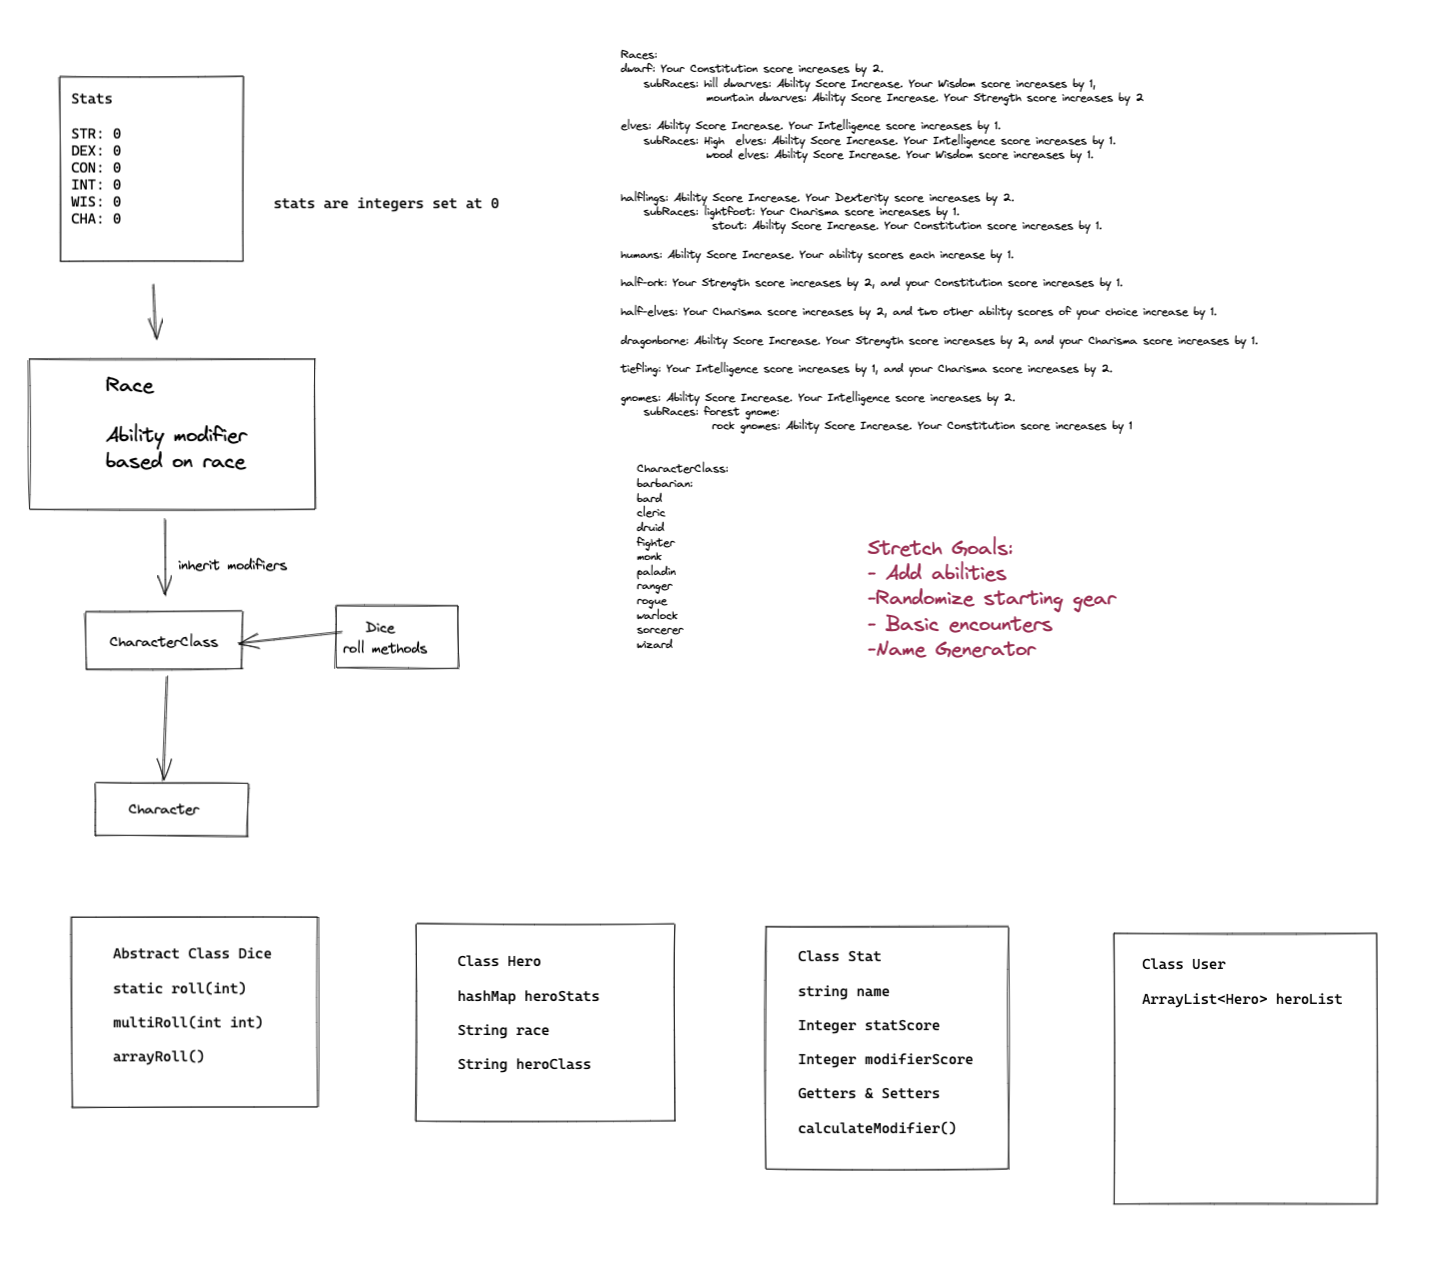 Stats
STR: 0
DEX: 0
CON: 0
INT: 0
WIS: 0
CHA: 0
stats are integers set at 0
Race
Ability modifier
based on race
inherit modifiers
CharacterClass
Dice
roll methods
Character
Races:
dwarf: Your Constitution score increases by 2.
subRaces: hill dwarves: Ability Score Increase. Your Wisdom score increases by 1,
mountain dwarves: Ability Score Increase. Your Strength score increases by 2
elves: Ability Score Increase. Your Intelligence score increases by 1.
subRaces: High elves: Ability Score Increase. Your Intelligence score increases by 1.
wood elves: Ability Score Increase. Your Wisdom score increases by 1.
halflings: Ability Score Increase. Your Dexterity score increases by 2.
subRaces: lightfoot: Your Charisma score increases by 1.
stout: Ability Score Increase. Your Constitution score increases by 1.
humans: Ability Score Increase. Your ability scores each increase by 1.
half-ork: Your Strength score increases by 2, and your Constitution score increases by 1.
half-elves: Your Charisma score increases by 2, and two other ability scores of your choice increase by 1.
dragonborne: Ability Score Increase. Your Strength score increases by 2, and your Charisma score increases by 1.
tiefling: Your Intelligence score increases by 1, and your Charisma score increases by 2.
gnomes: Ability Score Increase. Your Intelligence score increases by 2.
subRaces: forest gnome:
rock gnomes: Ability Score Increase. Your Constitution score increases by 1
CharacterClass:
barbarian:
bard
cleric
druid
fighter
monk
paladin
ranger
rogue
warlock
sorcerer
wizard
Stretch Goals:
- Add abilities
-Randomize starting gear
- Basic encounters
-Name Generator
Abstract Class Dice
static roll(int)
multiRoll(int int)
arrayRoll()
Class Hero
hashMap heroStats
String race
String heroClass
Class Stat
string name
Integer statScore
Integer modifierScore
Getters & Setters
calculateModifier()
Class User
ArrayList<Hero> heroList